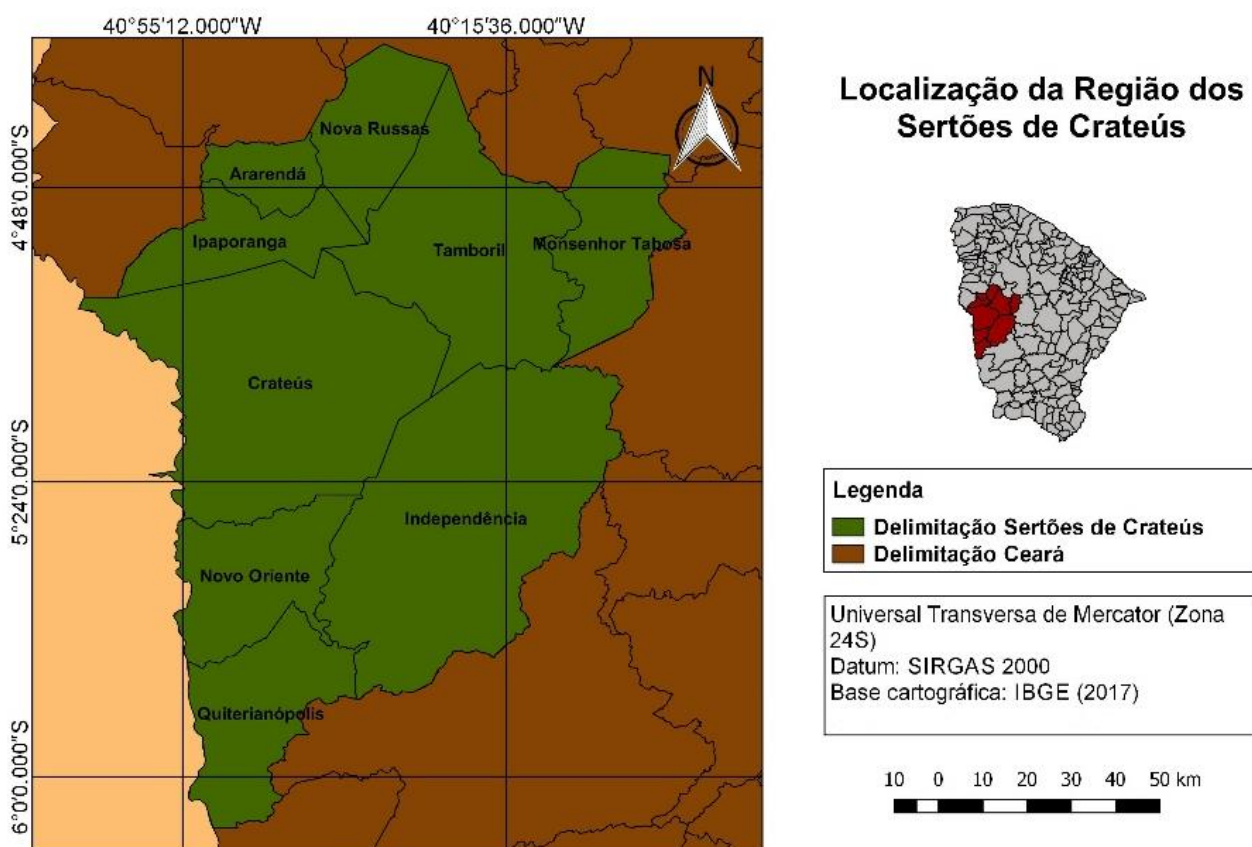 40°55'12.000"W
40°15'36.000"W
4°48'0.000"S
5°24'0.000"S
6°0'0.000"S
N
Nova Russas
Ararendá
Ipaporanga
Tamboril
Monsenhor Tabosa
Crateús
Independência
Novo Oriente
Quiterianópolis
Localização da Região dos
Sertões de Crateús
Legenda
Delimitação Sertões de Crateús
Delimitação Ceará
Universal Transversa de Mercator (Zona
24S)
Datum: SIRGAS 2000
Base cartográfica: IBGE (2017)
10 0 10 20 30 40 50 km